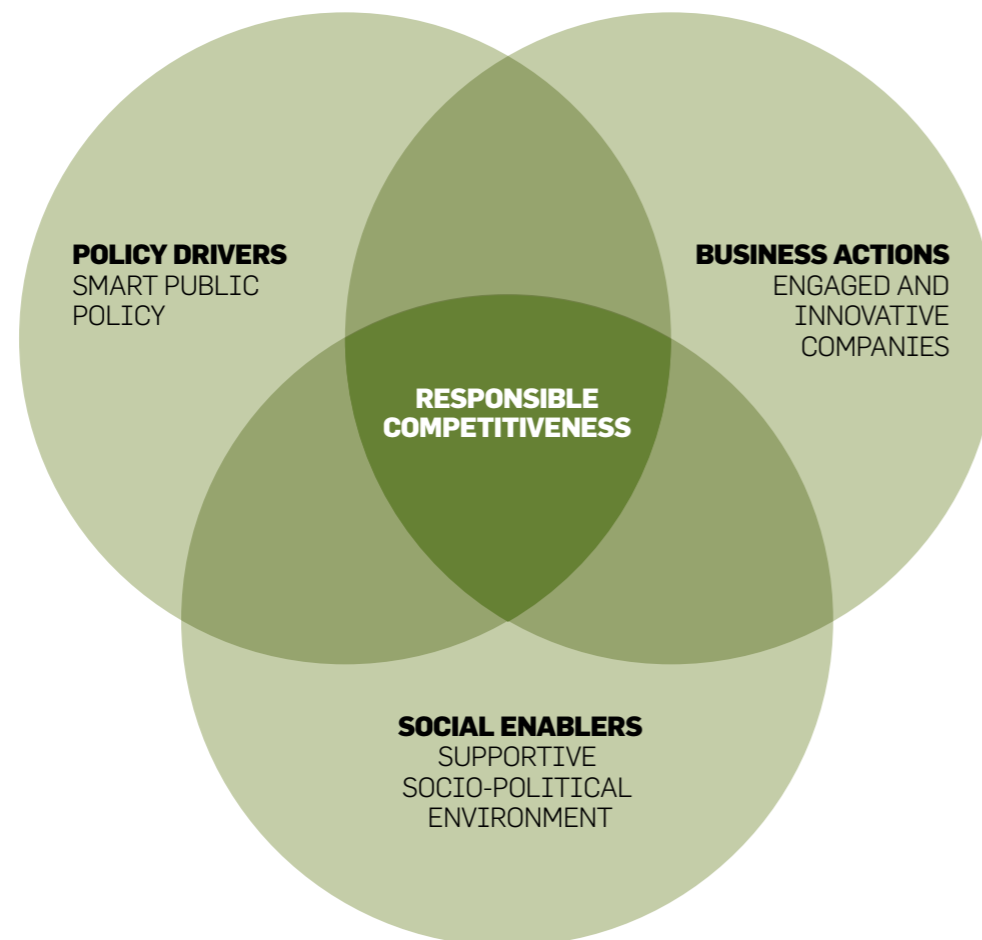 POLICY DRIVERS
SMART PUBLIC
POLICY
BUSINESS ACTIONS
ENGAGED AND
INNOVATIVE
COMPANIES
RESPONSIBLE
COMPETITIVENESS
SOCIAL ENABLERS
SUPPORTIVE
SOCIO-POLITICAL
ENVIRONMENT